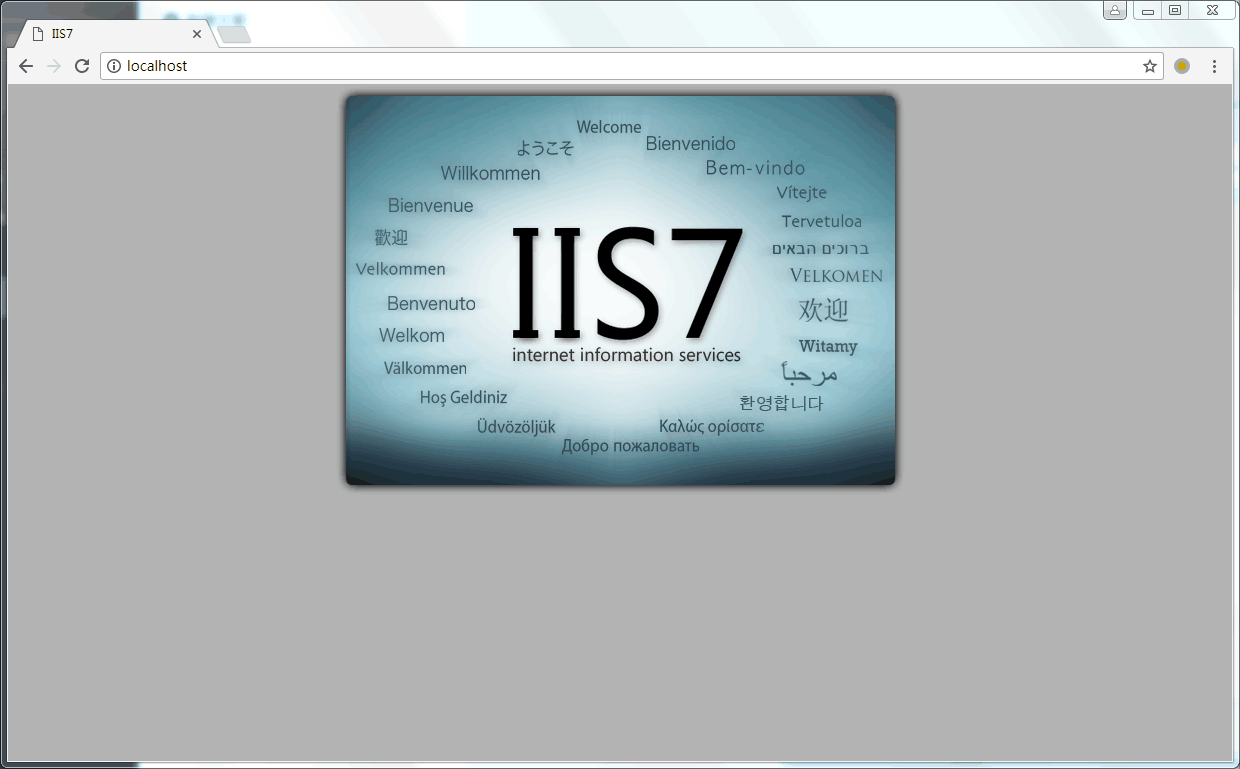 IIS7
localhost
Welcome
ようこそ
Bienvenido
Willkommen
Bem-vindo
Bienvenue
Vítejte
歡迎
Tervetuloa
ברוכים הבאים
Velkommen
VELKOMEN
Benvenuto
欢迎
Welkom
Witamy
Välkommen
مرحباً
Hoş Geldiniz
환영합니다
Üdvözöljük
Καλώς ορίσατε
Добро пожаловать
IIS7
internet information services